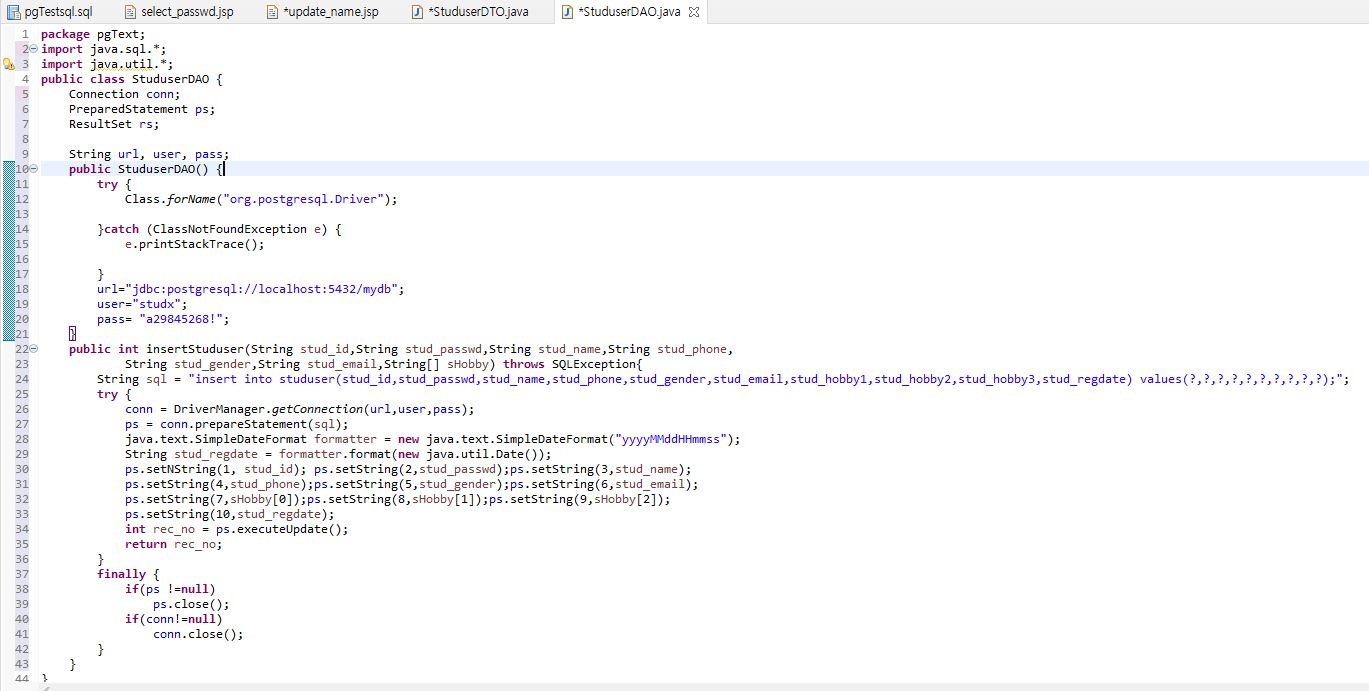 pgTestsql.sql select_passwd.jsp *update_name.jsp *StuduserDTO.java *StuduserDAO.java
1 package pgText;
2 import java.sql.*;
3 import java.util.*;
4 public class StuduserDAO {
5 Connection conn;
6 PreparedStatement ps;
7 ResultSet rs;
8
9 String url, user, pass;
10 public StuduserDAO() {
11 try {
12 Class.forName("org.postgresql.Driver");
13
14 }catch (ClassNotFoundException e) {
15 e.printStackTrace();
16
17 }
18 url="jdbc:postgresql://localhost:5432/mydb";
19 user="studx";
20 pass= "a29845268!";
21 }
22 public int insertStuduser(String stud_id,String stud_passwd,String stud_name,String stud_phone,
23 String stud_gender,String stud_email,String[] sHobby) throws SQLException{
24 String sql = "insert into studuser(stud_id,stud_passwd,stud_name,stud_phone,stud_gender,stud_email,stud_hobby1,stud_hobby2,stud_hobby3,stud_regdate) values(?,?,?,?,?,?,?,?,?,?);";
25 try {
26 conn = DriverManager.getConnection(url,user,pass);
27 ps = conn.prepareStatement(sql);
28 java.text.SimpleDateFormat formatter = new java.text.SimpleDateFormat("yyyyMMddHHmmss");
29 String stud_regdate = formatter.format(new java.util.Date());
30 ps.setNString(1, stud_id); ps.setString(2,stud_passwd);ps.setString(3,stud_name);
31 ps.setString(4,stud_phone);ps.setString(5,stud_gender);ps.setString(6,stud_email);
32 ps.setString(7,sHobby[0]);ps.setString(8,sHobby[1]);ps.setString(9,sHobby[2]);
33 ps.setString(10,stud_regdate);
34 int rec_no = ps.executeUpdate();
35 return rec_no;
36 }
37 finally {
38 if(ps !=null)
39 ps.close();
40 if(conn!=null)
41 conn.close();
42 }
43 }
44 }